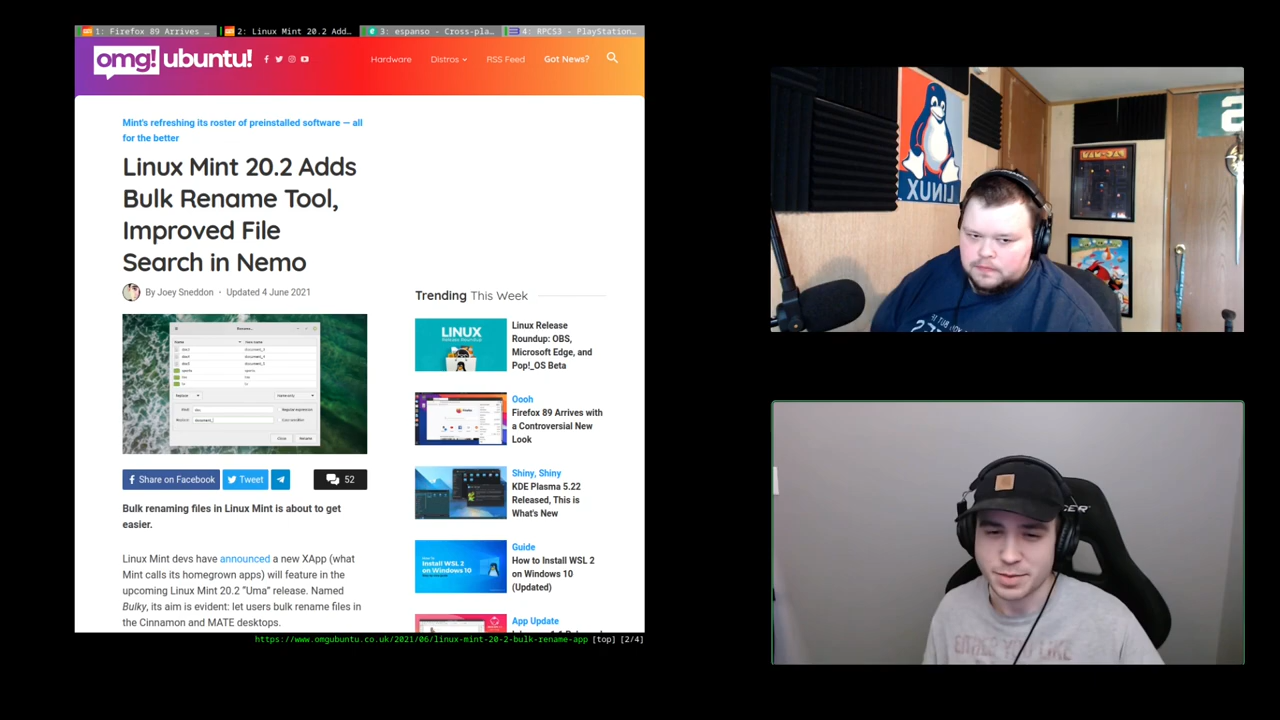 1: Firefox 89 Arrives …
2: Linux Mint 20.2 Add…
3: espanso - Cross-pla…
4: RPCS3 - PlayStation…
omg! ubuntu!
Hardware
Distros
RSS Feed
Got News?
Mint's refreshing its roster of preinstalled software — all
for the better
Linux Mint 20.2 Adds
Bulk Rename Tool,
Improved File
Search in Nemo
By Joey Sneddon · Updated 4 June 2021
Share on Facebook
Tweet
52
Bulk renaming files in Linux Mint is about to get
easier.
Linux Mint devs have announced a new XApp (what
Mint calls its homegrown apps) will feature in the
upcoming Linux Mint 20.2 "Uma" release. Named
Bulky, its aim is evident: let users bulk rename files in
the Cinnamon and MATE desktops.
Trending This Week
LINUX
Linux Release
Roundup: OBS,
Microsoft Edge, and
Pop!_OS Beta
Oooh
Firefox 89 Arrives with
a Controversial New
Look
Shiny, Shiny
KDE Plasma 5.22
Released, This is
What's New
Install WSL 2
on Windows 10
Guide
How to Install WSL 2
on Windows 10
(Updated)
App Update
https://www.omgubuntu.co.uk/2021/06/linux-mint-20-2-bulk-rename-app [top] [2/4]
LINUX
PAC-MAN